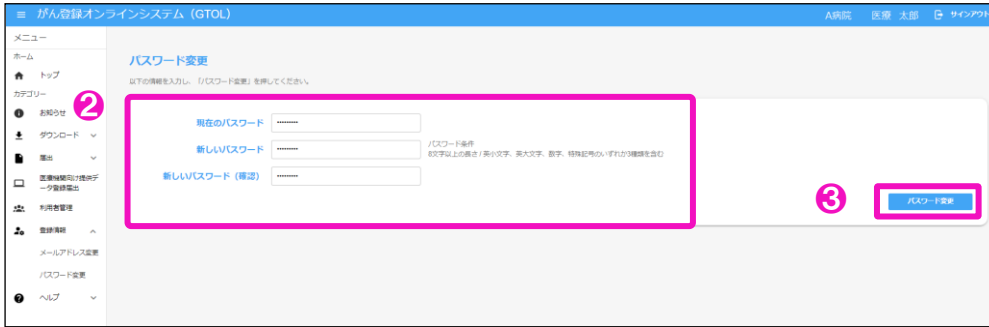 がん登録オンラインシステム（GTOL）
A病院 医療 太郎 サインアウト
メニュー
ホーム
トップ
カテゴリー
お知らせ
ダウンロード
届出
医療機関向け提供デ
ータ登録届出
利用者管理
登録情報
メールアドレス変更
パスワード変更
ヘルプ
パスワード変更
以下の情報を入力し、「パスワード変更」を押してください。
❷
現在のパスワード •••••••••
新しいパスワード •••••••••
パスワード条件
8文字以上の長さ / 英小文字、英大文字、数字、特殊記号のいずれか3種類を含む
新しいパスワード（確認） •••••••••
❸
パスワード変更